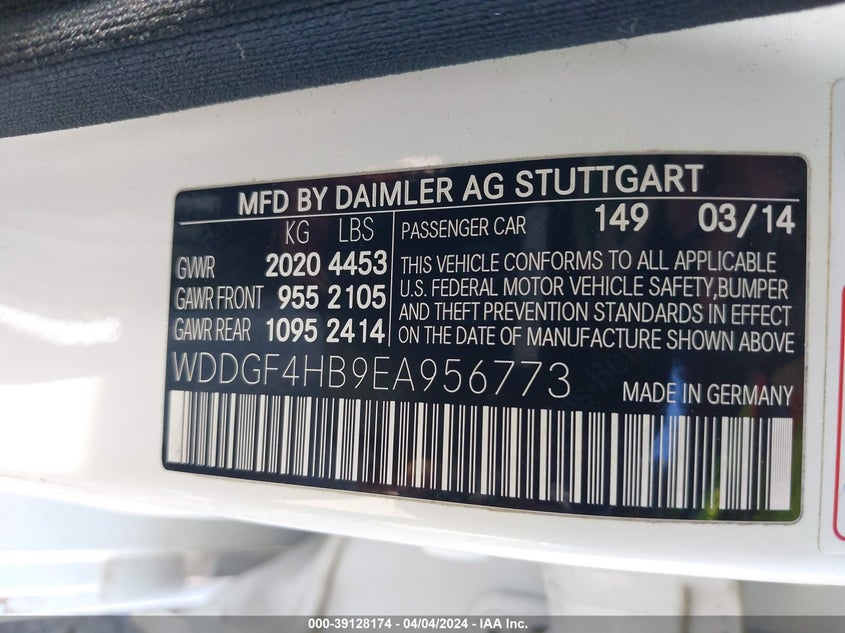 MFD BY DAIMLER AG STUTTGART
KG LBS
GVWR 2020 4453
GAWR FRONT 955 2105
GAWR REAR 1095 2414
PASSENGER CAR 149 03/14
THIS VEHICLE CONFORMS TO ALL APPLICABLE
U.S. FEDERAL MOTOR VEHICLE SAFETY,BUMPER
AND THEFT PREVENTION STANDARDS IN EFFECT
ON THE DATE OF MANUFACTURE SHOWN ABOVE
WDDGF4HB9EA956773 MADE IN GERMANY
000-39128174 / 04/04/2024 - IAA Inc.